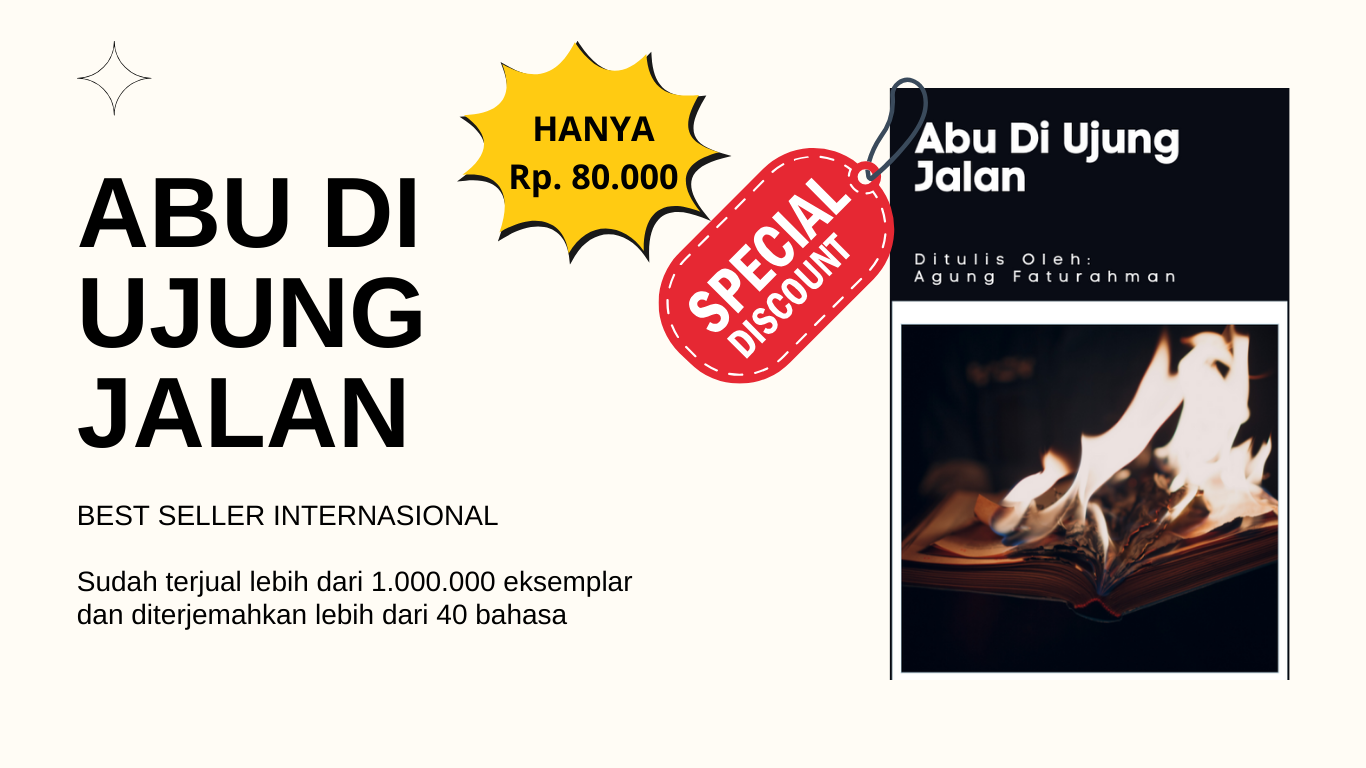 ABU DI
UJUNG
JALAN
BEST SELLER INTERNASIONAL
Sudah terjual lebih dari 1.000.000 eksemplar
dan diterjemahkan lebih dari 40 bahasa
HANYA
Rp. 80.000
SPECIAL
DISCOUNT
Abu Di Ujung
Jalan
Ditulis Oleh:
Agung Faturahman